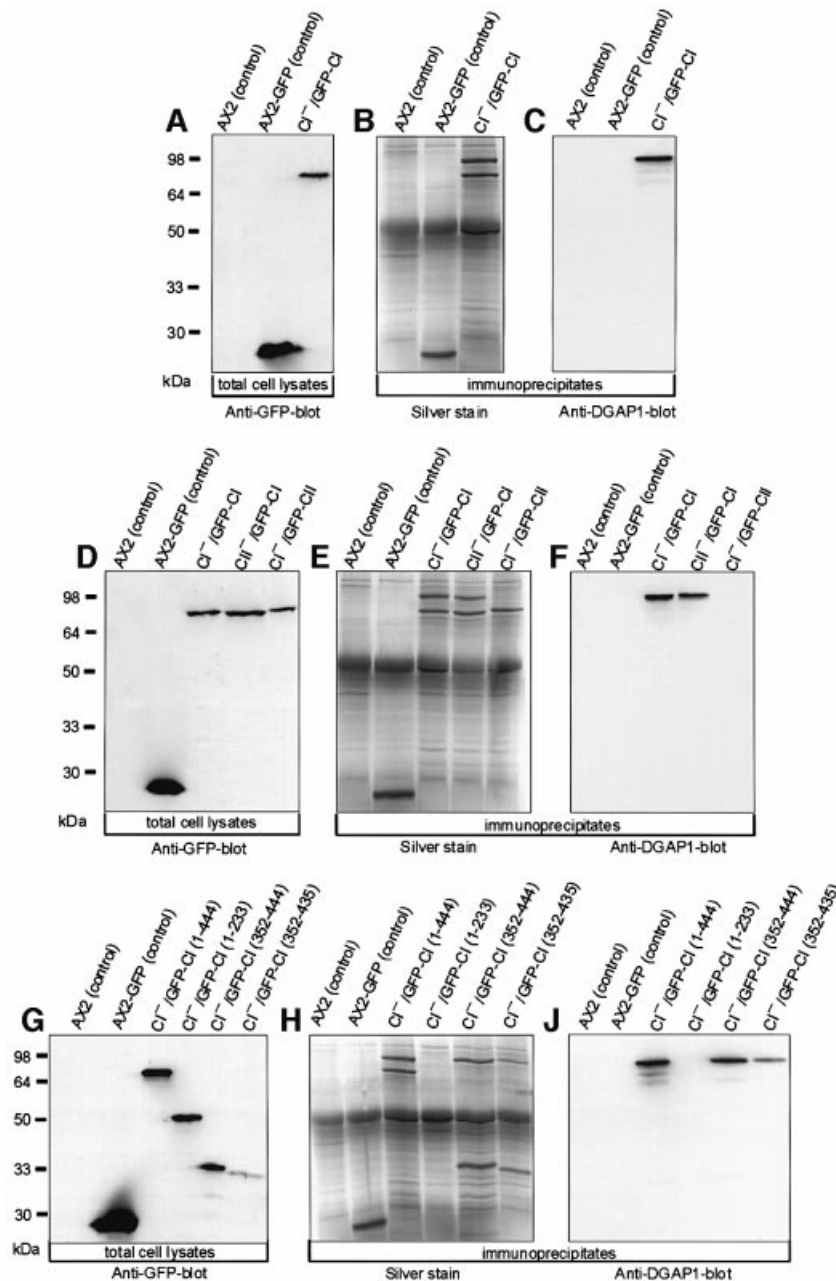 AX2 (control)
AX2-GFP (control)
CI¯/GFP-CI
AX2 (control)
AX2-GFP (control)
CI¯/GFP-CI
AX2 (control)
AX2-GFP (control)
CI¯/GFP-CI
A
B
C
98
64
50
33
30
kDa
total cell lysates
immunoprecipitates
Anti-GFP-blot
Silver stain
Anti-DGAP1-blot
AX2 (control)
AX2-GFP (control)
CI¯/GFP-CI
CII¯/GFP-CI
CI¯/GFP-CII
AX2 (control)
AX2-GFP (control)
CI¯/GFP-CI
CII¯/GFP-CI
CI¯/GFP-CII
AX2 (control)
AX2-GFP (control)
CI¯/GFP-CI
CII¯/GFP-CI
CI¯/GFP-CII
D
E
F
98
64
50
33
30
kDa
total cell lysates
immunoprecipitates
Anti-GFP-blot
Silver stain
Anti-DGAP1-blot
AX2 (control)
AX2-GFP (control)
CI¯/GFP-CI (1-444)
CI¯/GFP-CI (1-233)
CI¯/GFP-CI (352-444)
CI¯/GFP-CI (352-435)
AX2 (control)
AX2-GFP (control)
CI¯/GFP-CI (1-444)
CI¯/GFP-CI (1-233)
CI¯/GFP-CI (352-444)
CI¯/GFP-CI (352-435)
AX2 (control)
AX2-GFP (control)
CI¯/GFP-CI (1-444)
CI¯/GFP-CI (1-233)
CI¯/GFP-CI (352-444)
CI¯/GFP-CI (352-435)
G
H
J
98
64
50
33
30
kDa
total cell lysates
immunoprecipitates
Anti-GFP-blot
Silver stain
Anti-DGAP1-blot